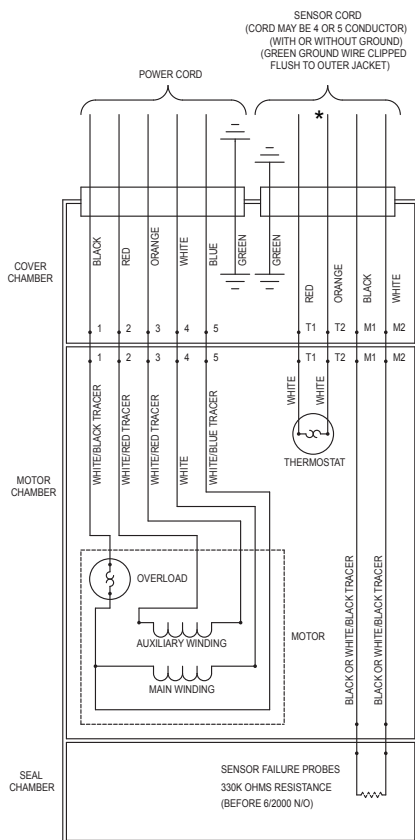 SENSOR CORD
(CORD MAY BE 4 OR 5 CONDUCTOR)
(WITH OR WITHOUT GROUND)
(GREEN GROUND WIRE CLIPPED
FLUSH TO OUTER JACKET)
POWER CORD
*
COVER
CHAMBER
BLACK
RED
ORANGE
WHITE
BLUE
GREEN
GREEN
RED
ORANGE
BLACK
WHITE
1
2
3
4
5
T1
T2
M1
M2
1
2
3
4
5
T1
T2
M1
M2
WHITE/BLACK TRACER
WHITE/RED TRACER
WHITE/RED TRACER
WHITE
WHITE/BLUE TRACER
WHITE
WHITE
THERMOSTAT
MOTOR
CHAMBER
OVERLOAD
AUXILIARY WINDING
MAIN WINDING
MOTOR
BLACK OR WHITE/BLACK TRACER
BLACK OR WHITE/BLACK TRACER
SEAL
CHAMBER
SENSOR FAILURE PROBES
330K OHMS RESISTANCE
(BEFORE 6/2000 N/O)